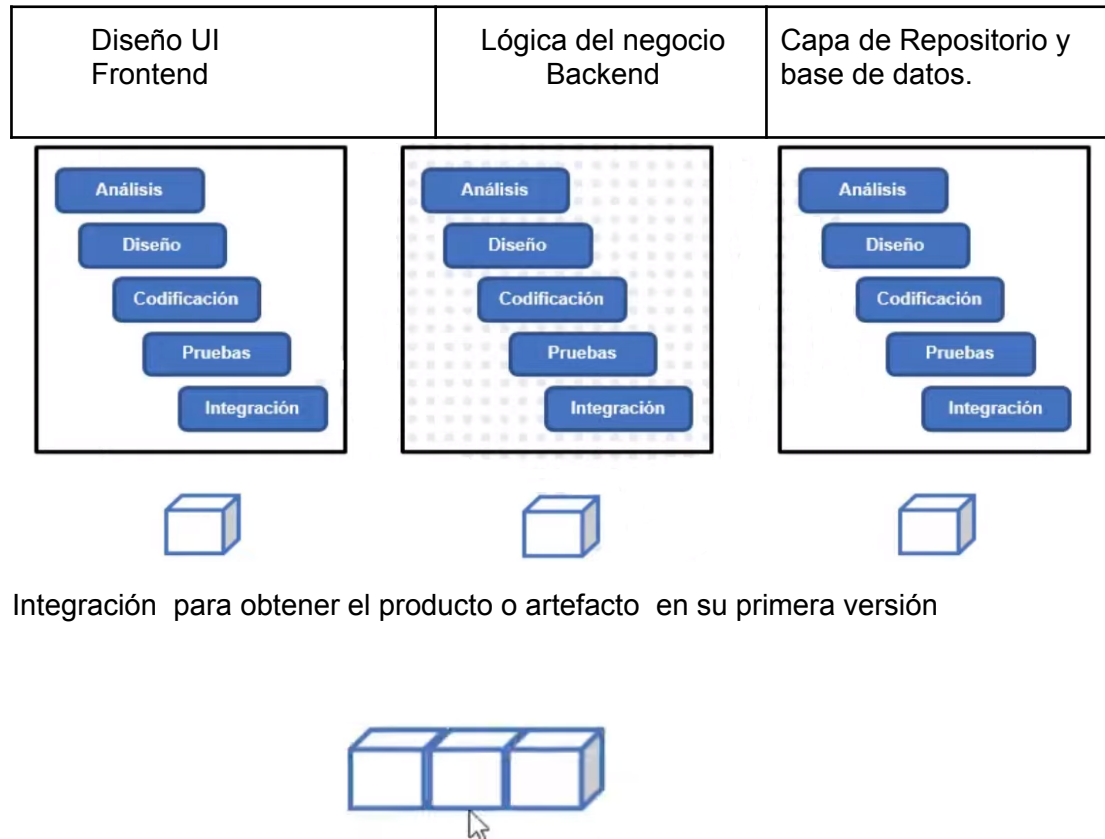 Diseño UI
Frontend
Lógica del negocio
Backend
Capa de Repositorio y
base de datos.
Análisis
Diseño
Codificación
Pruebas
Integración
Análisis
Diseño
Codificación
Pruebas
Integración
Análisis
Diseño
Codificación
Pruebas
Integración
Integración  para obtener el producto o artefacto  en su primera versión